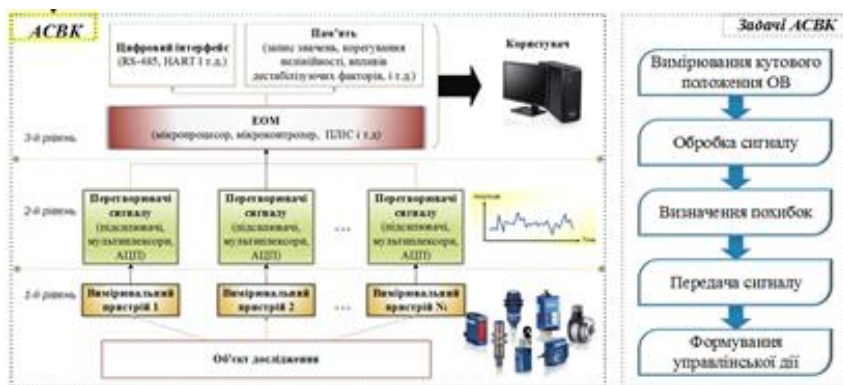 АСВК
Цифровий інтерфейс
(RS-485, HART І т.д.)
Пам'ять
(запис значень, корегування
нелінійності, впливів
дестабілізуючих факторів, і т.д.)
Користувач
ЕОМ
(мікропроцесор, мікроконтролер, ПЛІС і т.д)
3-й рівень
2-й рівень
Перетворювачі
сигналу
(підсилювачі,
мультиплексори,
АЦП)
Перетворювачі
сигналу
(підсилювачі,
мультиплексори,
АЦП)
...
Перетворювачі
сигналу
(підсилювачі,
мультиплексори,
АЦП)
1-й рівень
Вимірювальний
пристрій 1
Вимірювальний
пристрій 2
...
Вимірювальний
пристрій Nі
Об'єкт дослідження
Задачі АСВК
Вимірювання кутового
положення ОВ
Обробка сигналу
Визначення похибок
Передача сигналу
Формування
управлінської дії